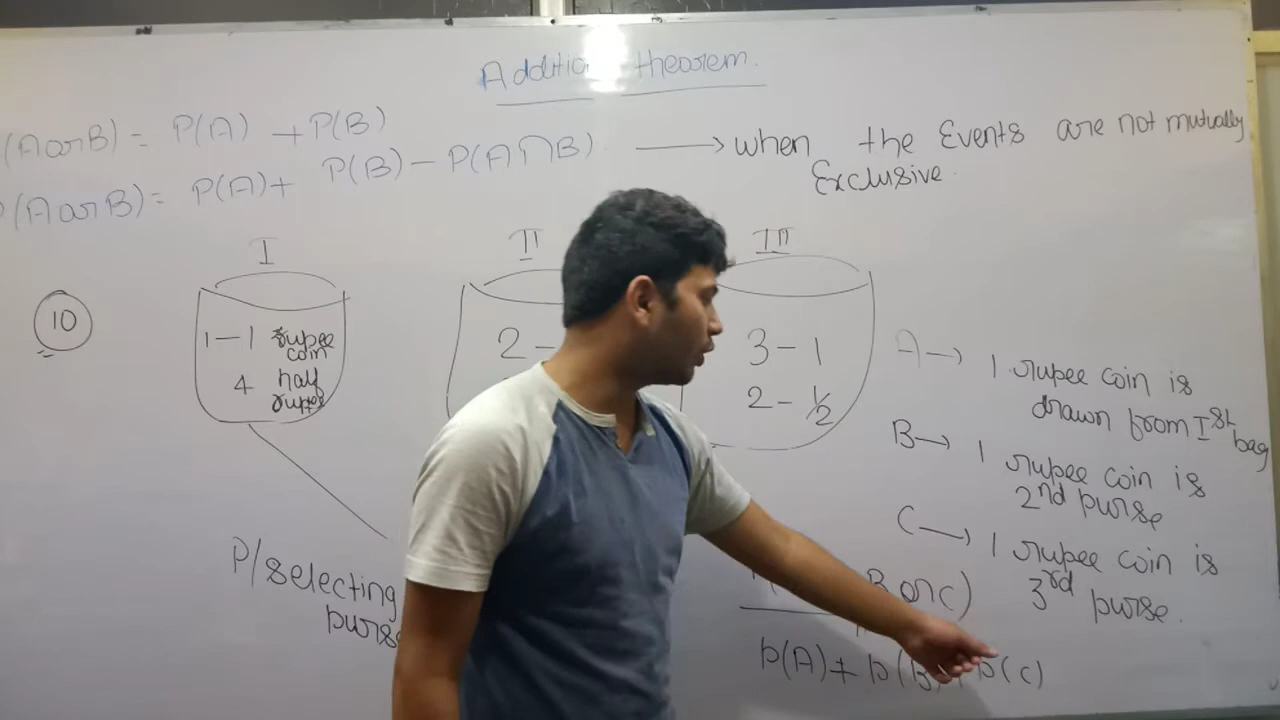 Addition theorem.
(A or B) = P(A) + P(B)
P(A or B) = P(A) + P(B) - P(A∩B) → when the Events are not mutually
Exclusive.
I II III
10
1 - 1 rupee
coin
4 half
rupee
2 -
3 - 1
2 - 1/2
A → 1 rupee coin is
drawn from Ist
bag
B → 1 rupee coin is
2nd purse
C → 1 rupee coin is
3rd purse.
P/selecting
purse
B or C)
p(A) + p(B) + p(C)